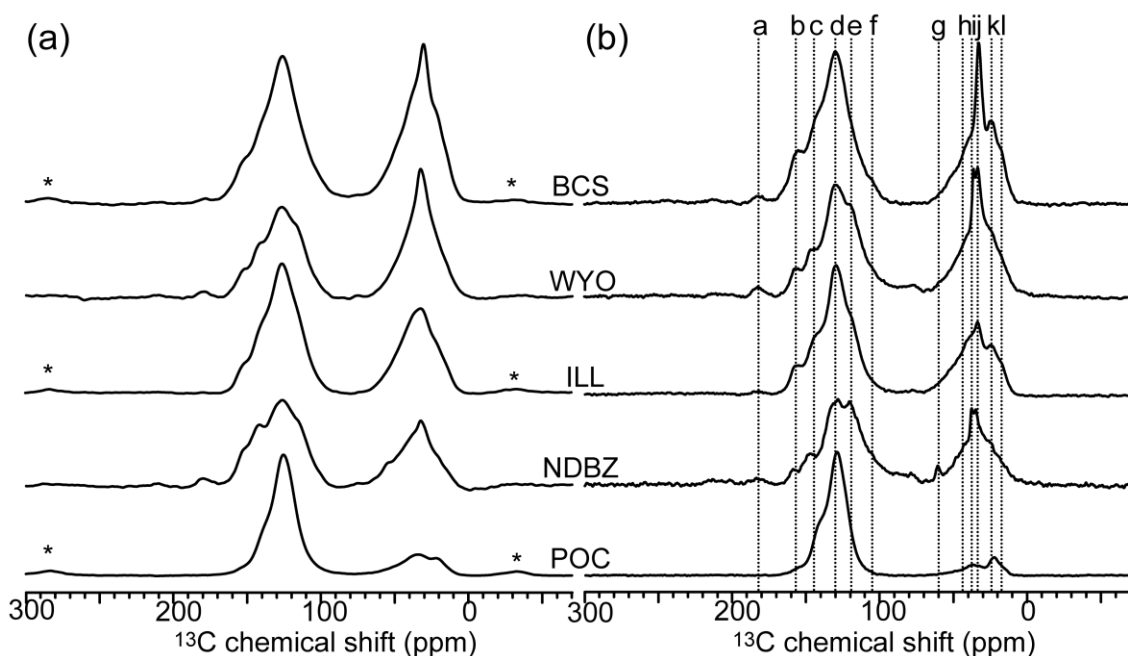 (a)
(b)
a b c d e f g h i j k l
* * BCS
WYO
* * ILL
NDBZ
* * POC
300 200 100 0 200 100 0
¹³C chemical shift (ppm) ¹³C chemical shift (ppm)